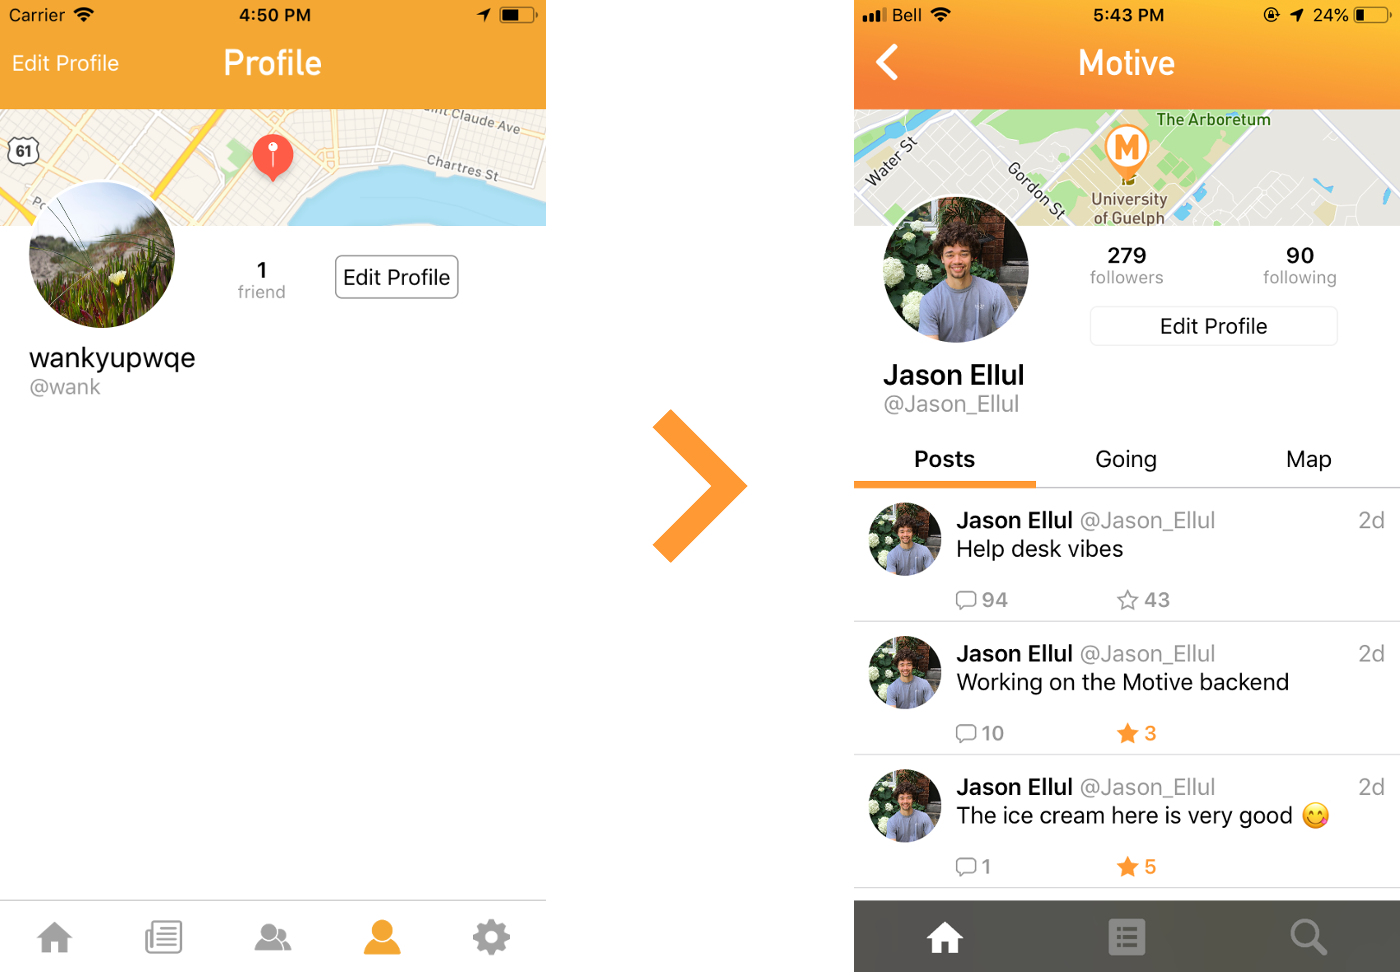 Carrier 4:50 PM
Edit Profile Profile
61
Claude Ave
Chartres St
1
friend
Edit Profile
wankyupwqe
@wank
Bell 5:43 PM 24%
Motive
The Arboretum
Water St
Gordon St
M
University
of Guelph
279
followers
90
following
Edit Profile
Jason Ellul
@Jason_Ellul
Posts Going Map
Jason Ellul @Jason_Ellul 2d
Help desk vibes
94 43
Jason Ellul @Jason_Ellul 2d
Working on the Motive backend
10 3
Jason Ellul @Jason_Ellul 2d
The ice cream here is very good 😋
1 5